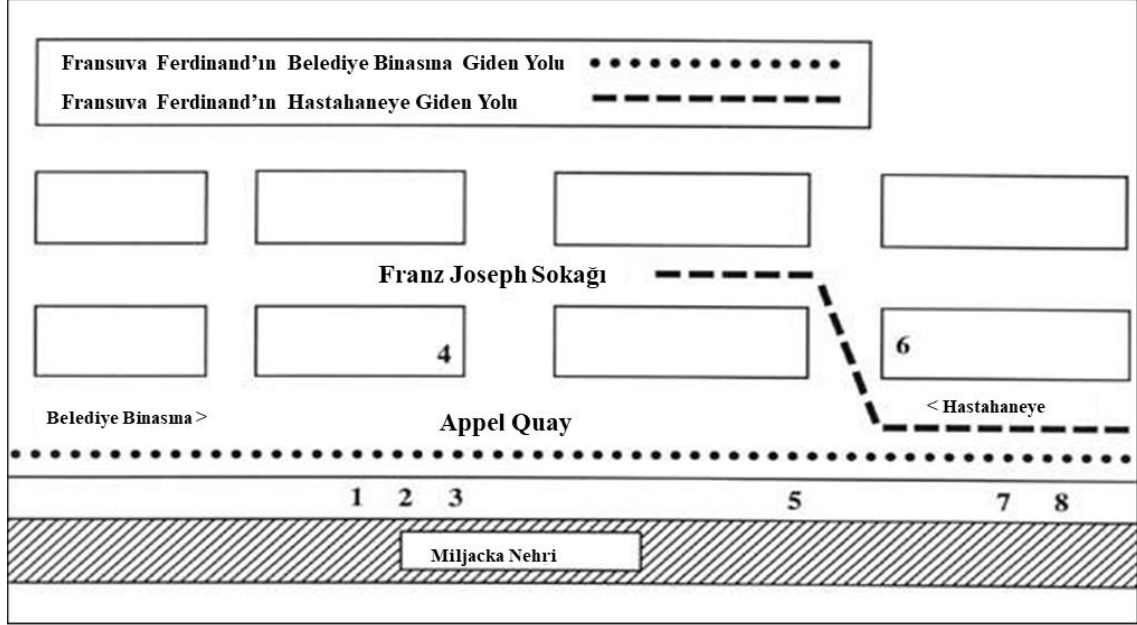 Fransuva Ferdinand’ın Belediye Binasına Giden Yolu
Fransuva Ferdinand’ın Hastahaneye Giden Yolu
Franz Joseph Sokağı
4
6
Belediye Binasına >
Appel Quay
< Hastahaneye
1 2 3 5 7 8
Miljacka Nehri